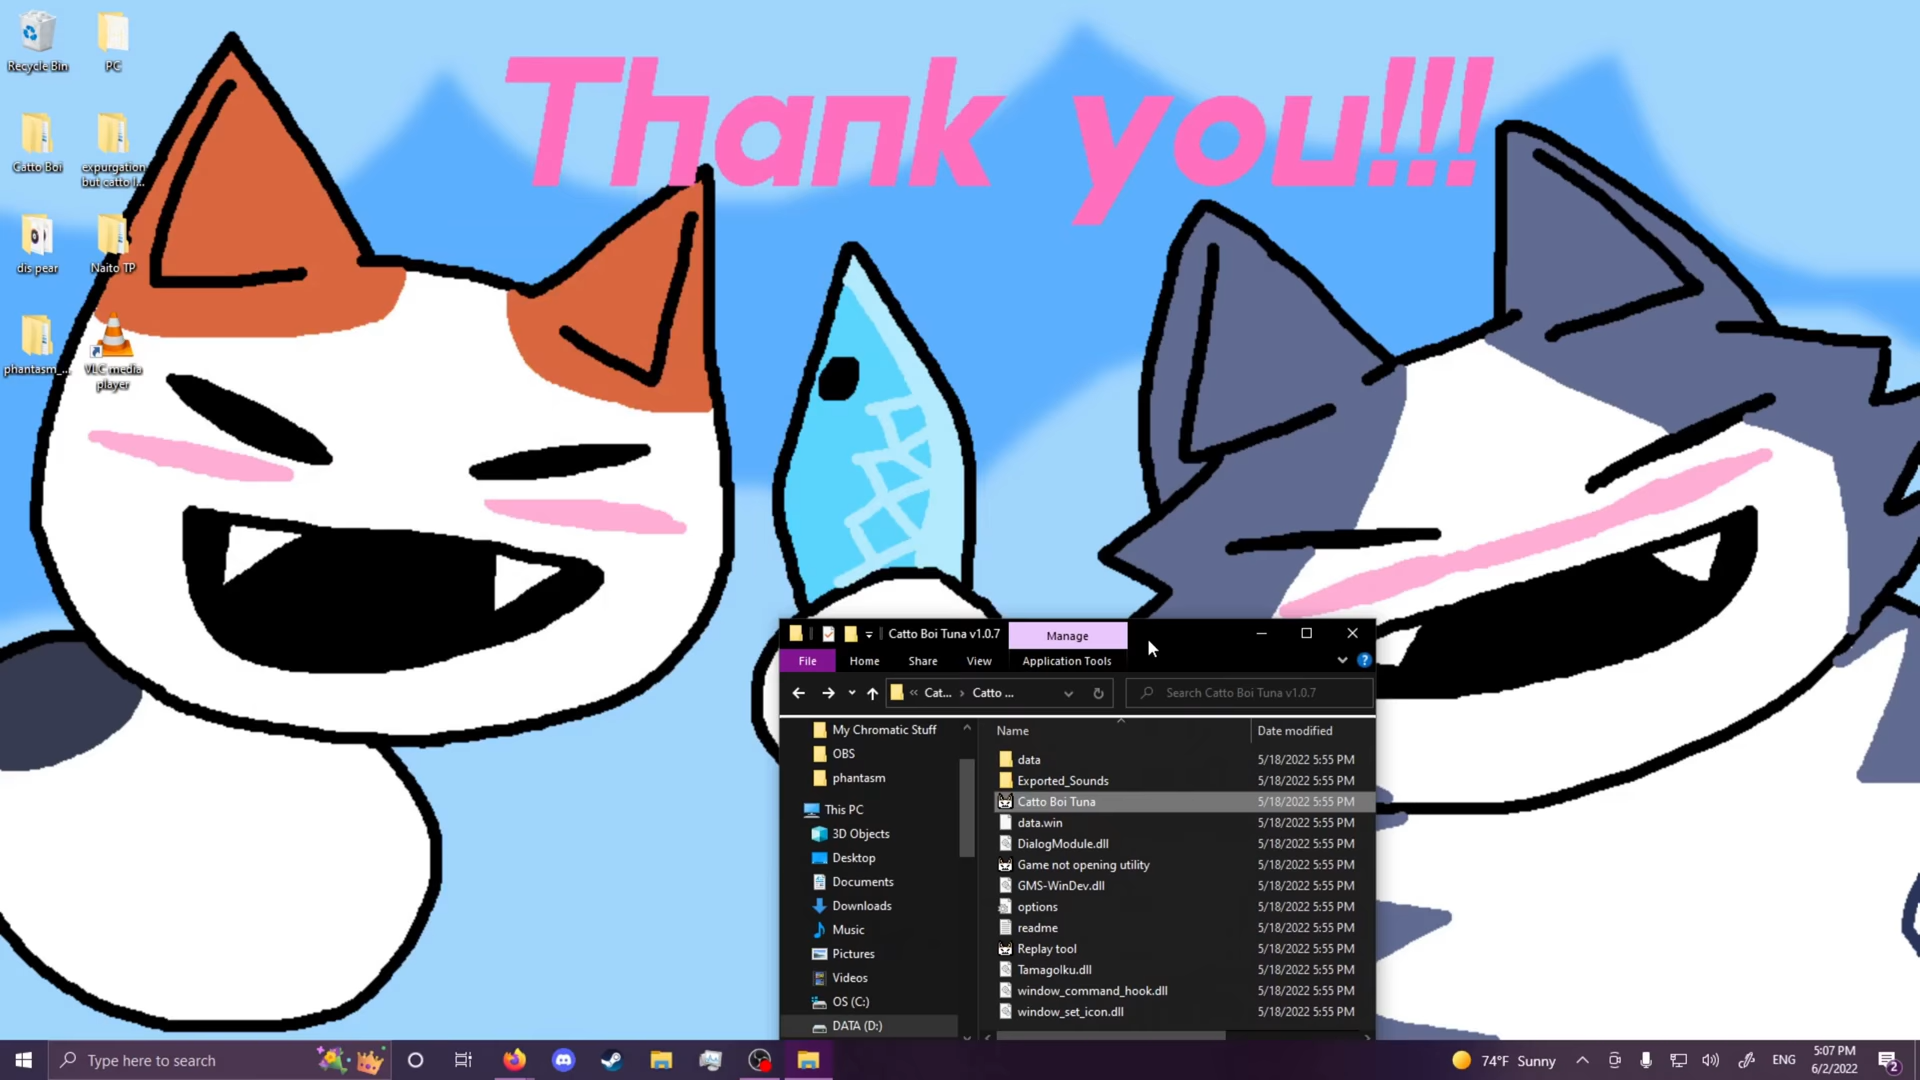 Thank you!!!
Recycle Bin
PC
Catto Boi
expurgation
but catto l...
dis pear
Naito TP
phantasm_...
VLC media
player
Catto Boi Tuna v1.0.7
Manage
File
Home
Share
View
Application Tools
Cat...
Catto ...
Search Catto Boi Tuna v1.0.7
My Chromatic Stuff
OBS
phantasm
This PC
3D Objects
Desktop
Documents
Downloads
Music
Pictures
Videos
OS (C:)
DATA (D:)
Name
Date modified
data 5/18/2022 5:55 PM
Exported_Sounds 5/18/2022 5:55 PM
Catto Boi Tuna 5/18/2022 5:55 PM
data.win 5/18/2022 5:55 PM
DialogModule.dll 5/18/2022 5:55 PM
Game not opening utility 5/18/2022 5:55 PM
GMS-WinDev.dll 5/18/2022 5:55 PM
options 5/18/2022 5:55 PM
readme 5/18/2022 5:55 PM
Replay tool 5/18/2022 5:55 PM
Tamagolku.dll 5/18/2022 5:55 PM
window_command_hook.dll 5/18/2022 5:55 PM
window_set_icon.dll 5/18/2022 5:55 PM
Type here to search
74°F Sunny
ENG
5:07 PM
6/2/2022
2